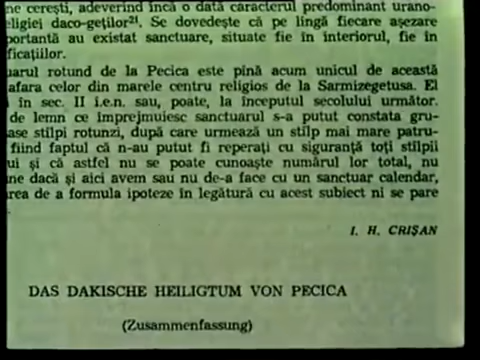 ne cerești, adeverind încă o dată caracterul predominant urano-
eligiei daco-geților²¹. Se dovedește că pe lîngă fiecare așezare
portantă au existat sanctuare, situate fie în interiorul, fie în
ficațiilor.
uarul rotund de la Pecica este pînă acum unicul de această
afara celor din marele centru religios de la Sarmizegetusa. El
în sec. II i.e.n. sau, poate, la începutul secolului următor.
de lemn ce împrejmuiesc sanctuarul s-a putut constata gru-
ase stîlpi rotunzi, după care urmează un stîlp mai mare patru-
fiind faptul că n-au putut fi reperați cu siguranță toți stîlpii
ui și că astfel nu se poate cunoaște numărul lor total, nu
ne dacă și aici avem sau nu de-a face cu un sanctuar calendar,
rea de a formula ipoteze în legătură cu acest subiect ni se pare
I. H. CRIȘAN
DAS DAKISCHE HEILIGTUM VON PECICA
(Zusammenfassung)